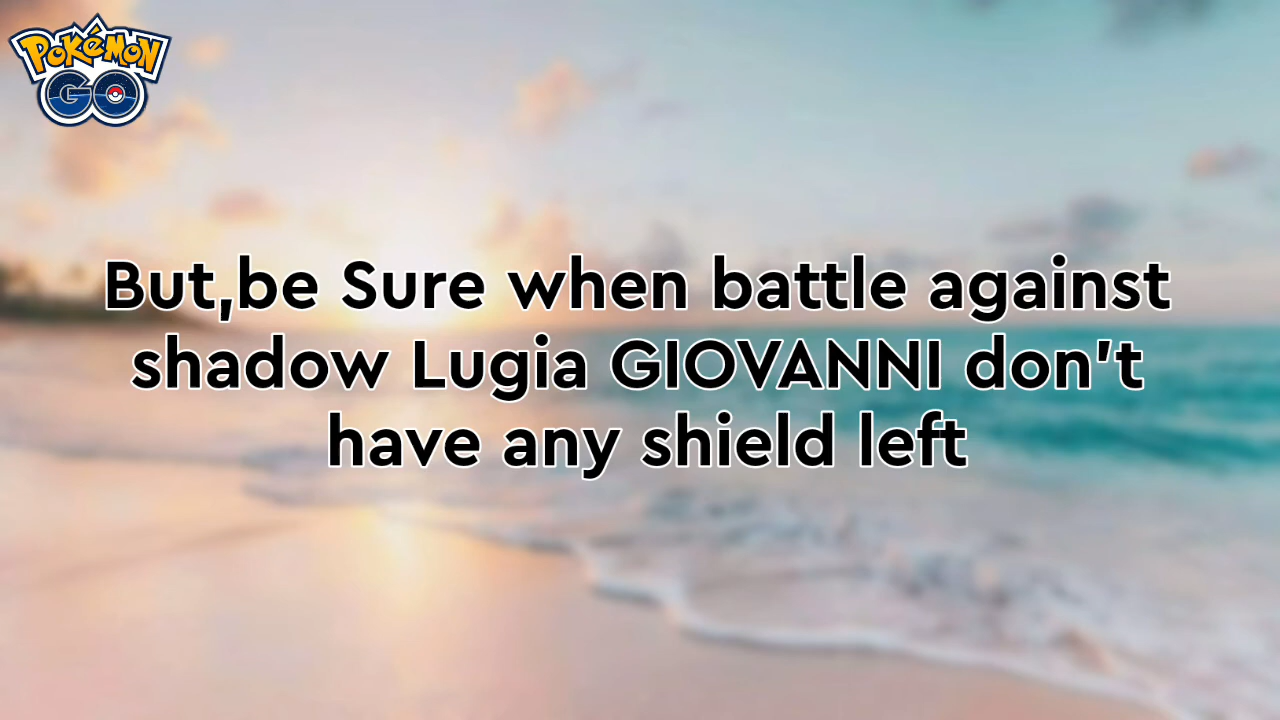 POKéMON
GO
But,be Sure when battle against
shadow Lugia GIOVANNI don't
have any shield left